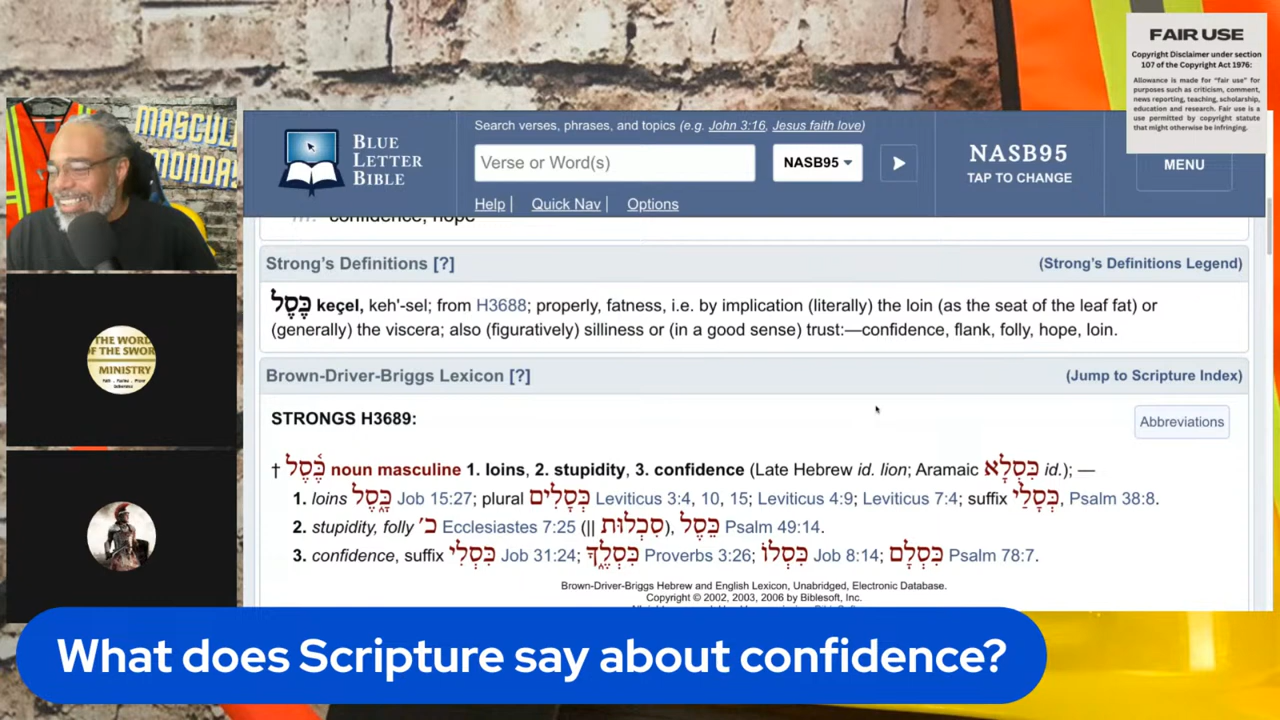 FAIR USE
Copyright Disclaimer under section
107 of the Copyright Act 1976:
Allowance is made for "fair use" for
purposes such as criticism, comment,
news reporting, teaching, scholarship,
education and research. Fair use is a
use permitted by copyright statute
that might otherwise be infringing.
MASCUL
MONDAY
THE WORD
OF THE SWOR
MINISTRY
BLUE
LETTER
BIBLE
Search verses, phrases, and topics (e.g. John 3:16, Jesus faith love)
Verse or Word(s)
NASB95
NASB95
TAP TO CHANGE
MENU
Help | Quick Nav | Options
confidence, hope
Strong's Definitions [?] (Strong's Definitions Legend)
כֶּסֶל keçel, keh'-sel; from H3688; properly, fatness, i.e. by implication (literally) the loin (as the seat of the leaf fat) or
(generally) the viscera; also (figuratively) silliness or (in a good sense) trust:—confidence, flank, folly, hope, loin.
Brown-Driver-Briggs Lexicon [?] (Jump to Scripture Index)
STRONGS H3689:
Abbreviations
† כֶּ֫סֶל noun masculine 1. loins, 2. stupidity, 3. confidence (Late Hebrew id. lion; Aramaic כִּסְלָא id.); —
1. loins כָּ֑סֶל Job 15:27; plural כְּסָלִים Leviticus 3:4, 10, 15; Leviticus 4:9; Leviticus 7:4; suffix כְּסָלַי, Psalm 38:8.
2. stupidity, folly כ׳ Ecclesiastes 7:25 (|| סִכְלוּת), כֵּסֶל Psalm 49:14.
3. confidence, suffix כִּסְלִי Job 31:24; כִּסְלֶ֑ךָ Proverbs 3:26; כִּסְלוֹ Job 8:14; כִּסְלָם Psalm 78:7.
Brown-Driver-Briggs Hebrew and English Lexicon, Unabridged, Electronic Database.
Copyright © 2002, 2003, 2006 by Biblesoft, Inc.
What does Scripture say about confidence?